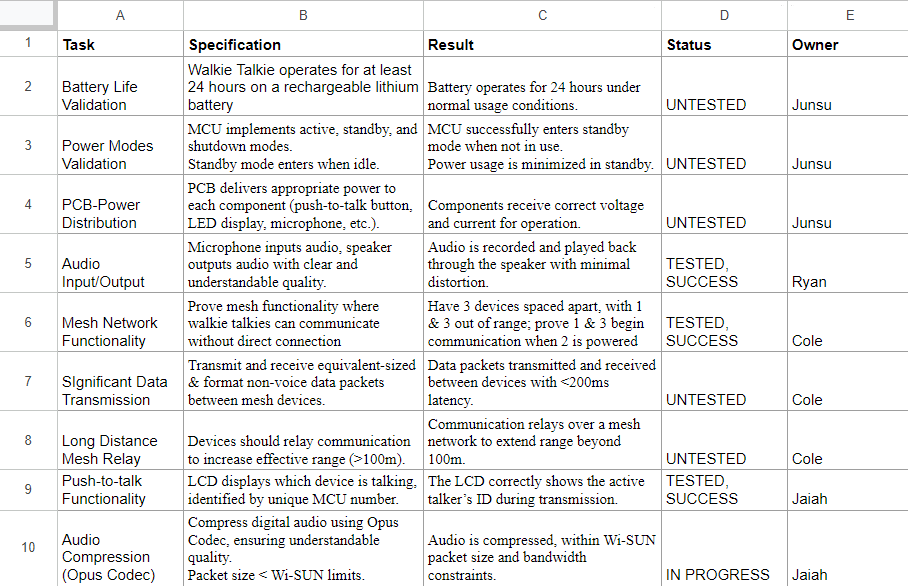 A B C D E
1 Task Specification Result Status Owner
2 Battery Life Validation Walkie Talkie operates for at least 24 hours on a rechargeable lithium battery Battery operates for 24 hours under normal usage conditions. UNTESTED Junsu
3 Power Modes Validation MCU implements active, standby, and shutdown modes. Standby mode enters when idle. MCU successfully enters standby mode when not in use. Power usage is minimized in standby. UNTESTED Junsu
4 PCB-Power Distribution PCB delivers appropriate power to each component (push-to-talk button, LED display, microphone, etc.). Components receive correct voltage and current for operation. UNTESTED Junsu
5 Audio Input/Output Microphone inputs audio, speaker outputs audio with clear and understandable quality. Audio is recorded and played back through the speaker with minimal distortion. TESTED, SUCCESS Ryan
6 Mesh Network Functionality Prove mesh functionality where walkie talkies can communicate without direct connection Have 3 devices spaced apart, with 1 & 3 out of range; prove 1 & 3 begin communication when 2 is powered TESTED, SUCCESS Cole
7 SIgnificant Data Transmission Transmit and receive equivalent-sized & format non-voice data packets between mesh devices. Data packets transmitted and received between devices with <200ms latency. UNTESTED Cole
8 Long Distance Mesh Relay Devices should relay communication to increase effective range (>100m). Communication relays over a mesh network to extend range beyond 100m. UNTESTED Cole
9 Push-to-talk Functionality LCD displays which device is talking, identified by unique MCU number. The LCD correctly shows the active talker's ID during transmission. TESTED, SUCCESS Jaiah
10 Audio Compression (Opus Codec) Compress digital audio using Opus Codec, ensuring understandable quality. Packet size < Wi-SUN limits. Audio is compressed, within Wi-SUN packet size and bandwidth constraints. IN PROGRESS Jaiah